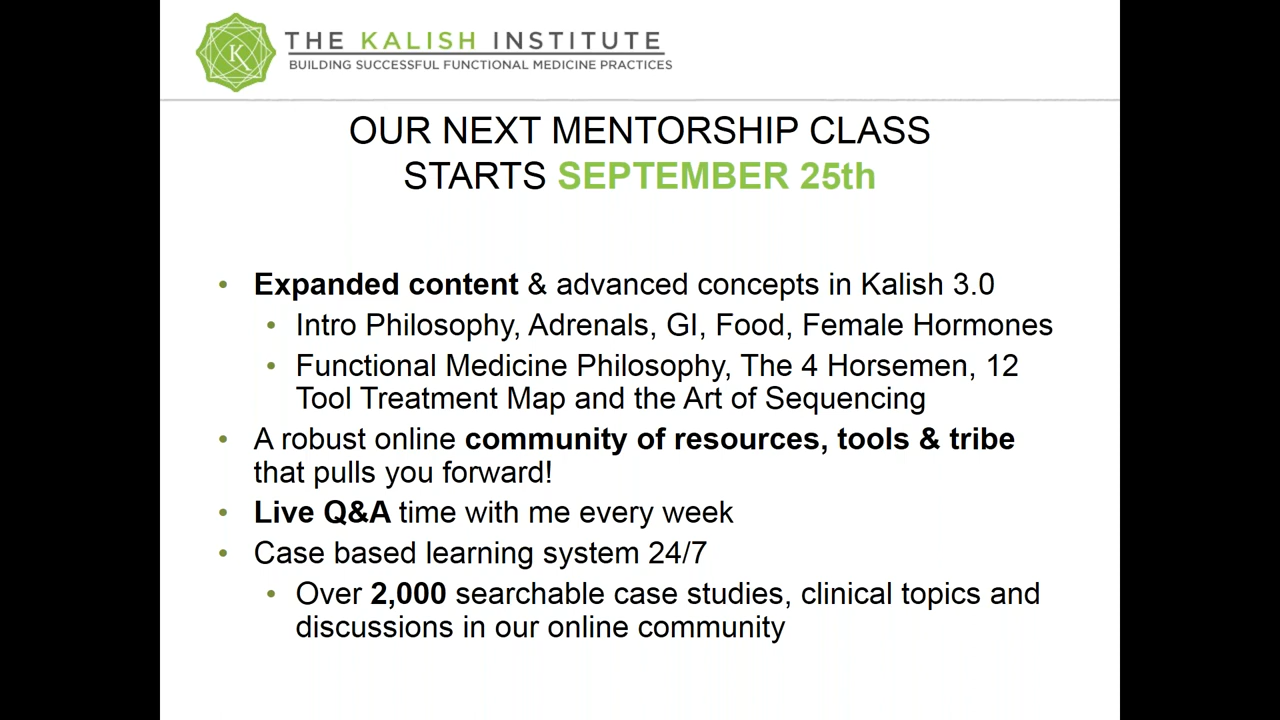 K
THE KALISH INSTITUTE
BUILDING SUCCESSFUL FUNCTIONAL MEDICINE PRACTICES
OUR NEXT MENTORSHIP CLASS
STARTS SEPTEMBER 25th
• Expanded content & advanced concepts in Kalish 3.0
• Intro Philosophy, Adrenals, GI, Food, Female Hormones
• Functional Medicine Philosophy, The 4 Horsemen, 12
Tool Treatment Map and the Art of Sequencing
• A robust online community of resources, tools & tribe
that pulls you forward!
• Live Q&A time with me every week
• Case based learning system 24/7
• Over 2,000 searchable case studies, clinical topics and
discussions in our online community